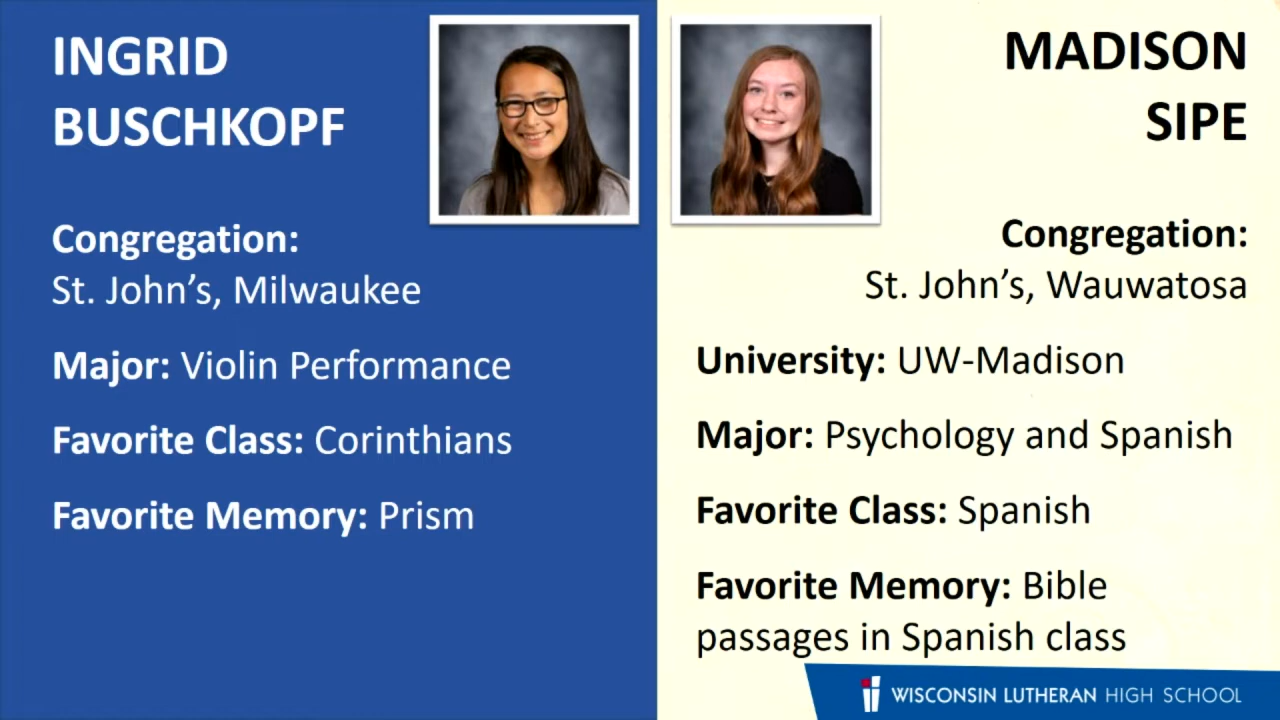 INGRID
BUSCHKOPF
Congregation:
St. John’s, Milwaukee
Major: Violin Performance
Favorite Class: Corinthians
Favorite Memory: Prism
MADISON
SIPE
Congregation:
St. John’s, Wauwatosa
University: UW-Madison
Major: Psychology and Spanish
Favorite Class: Spanish
Favorite Memory: Bible
passages in Spanish class
WISCONSIN LUTHERAN HIGH SCHOOL